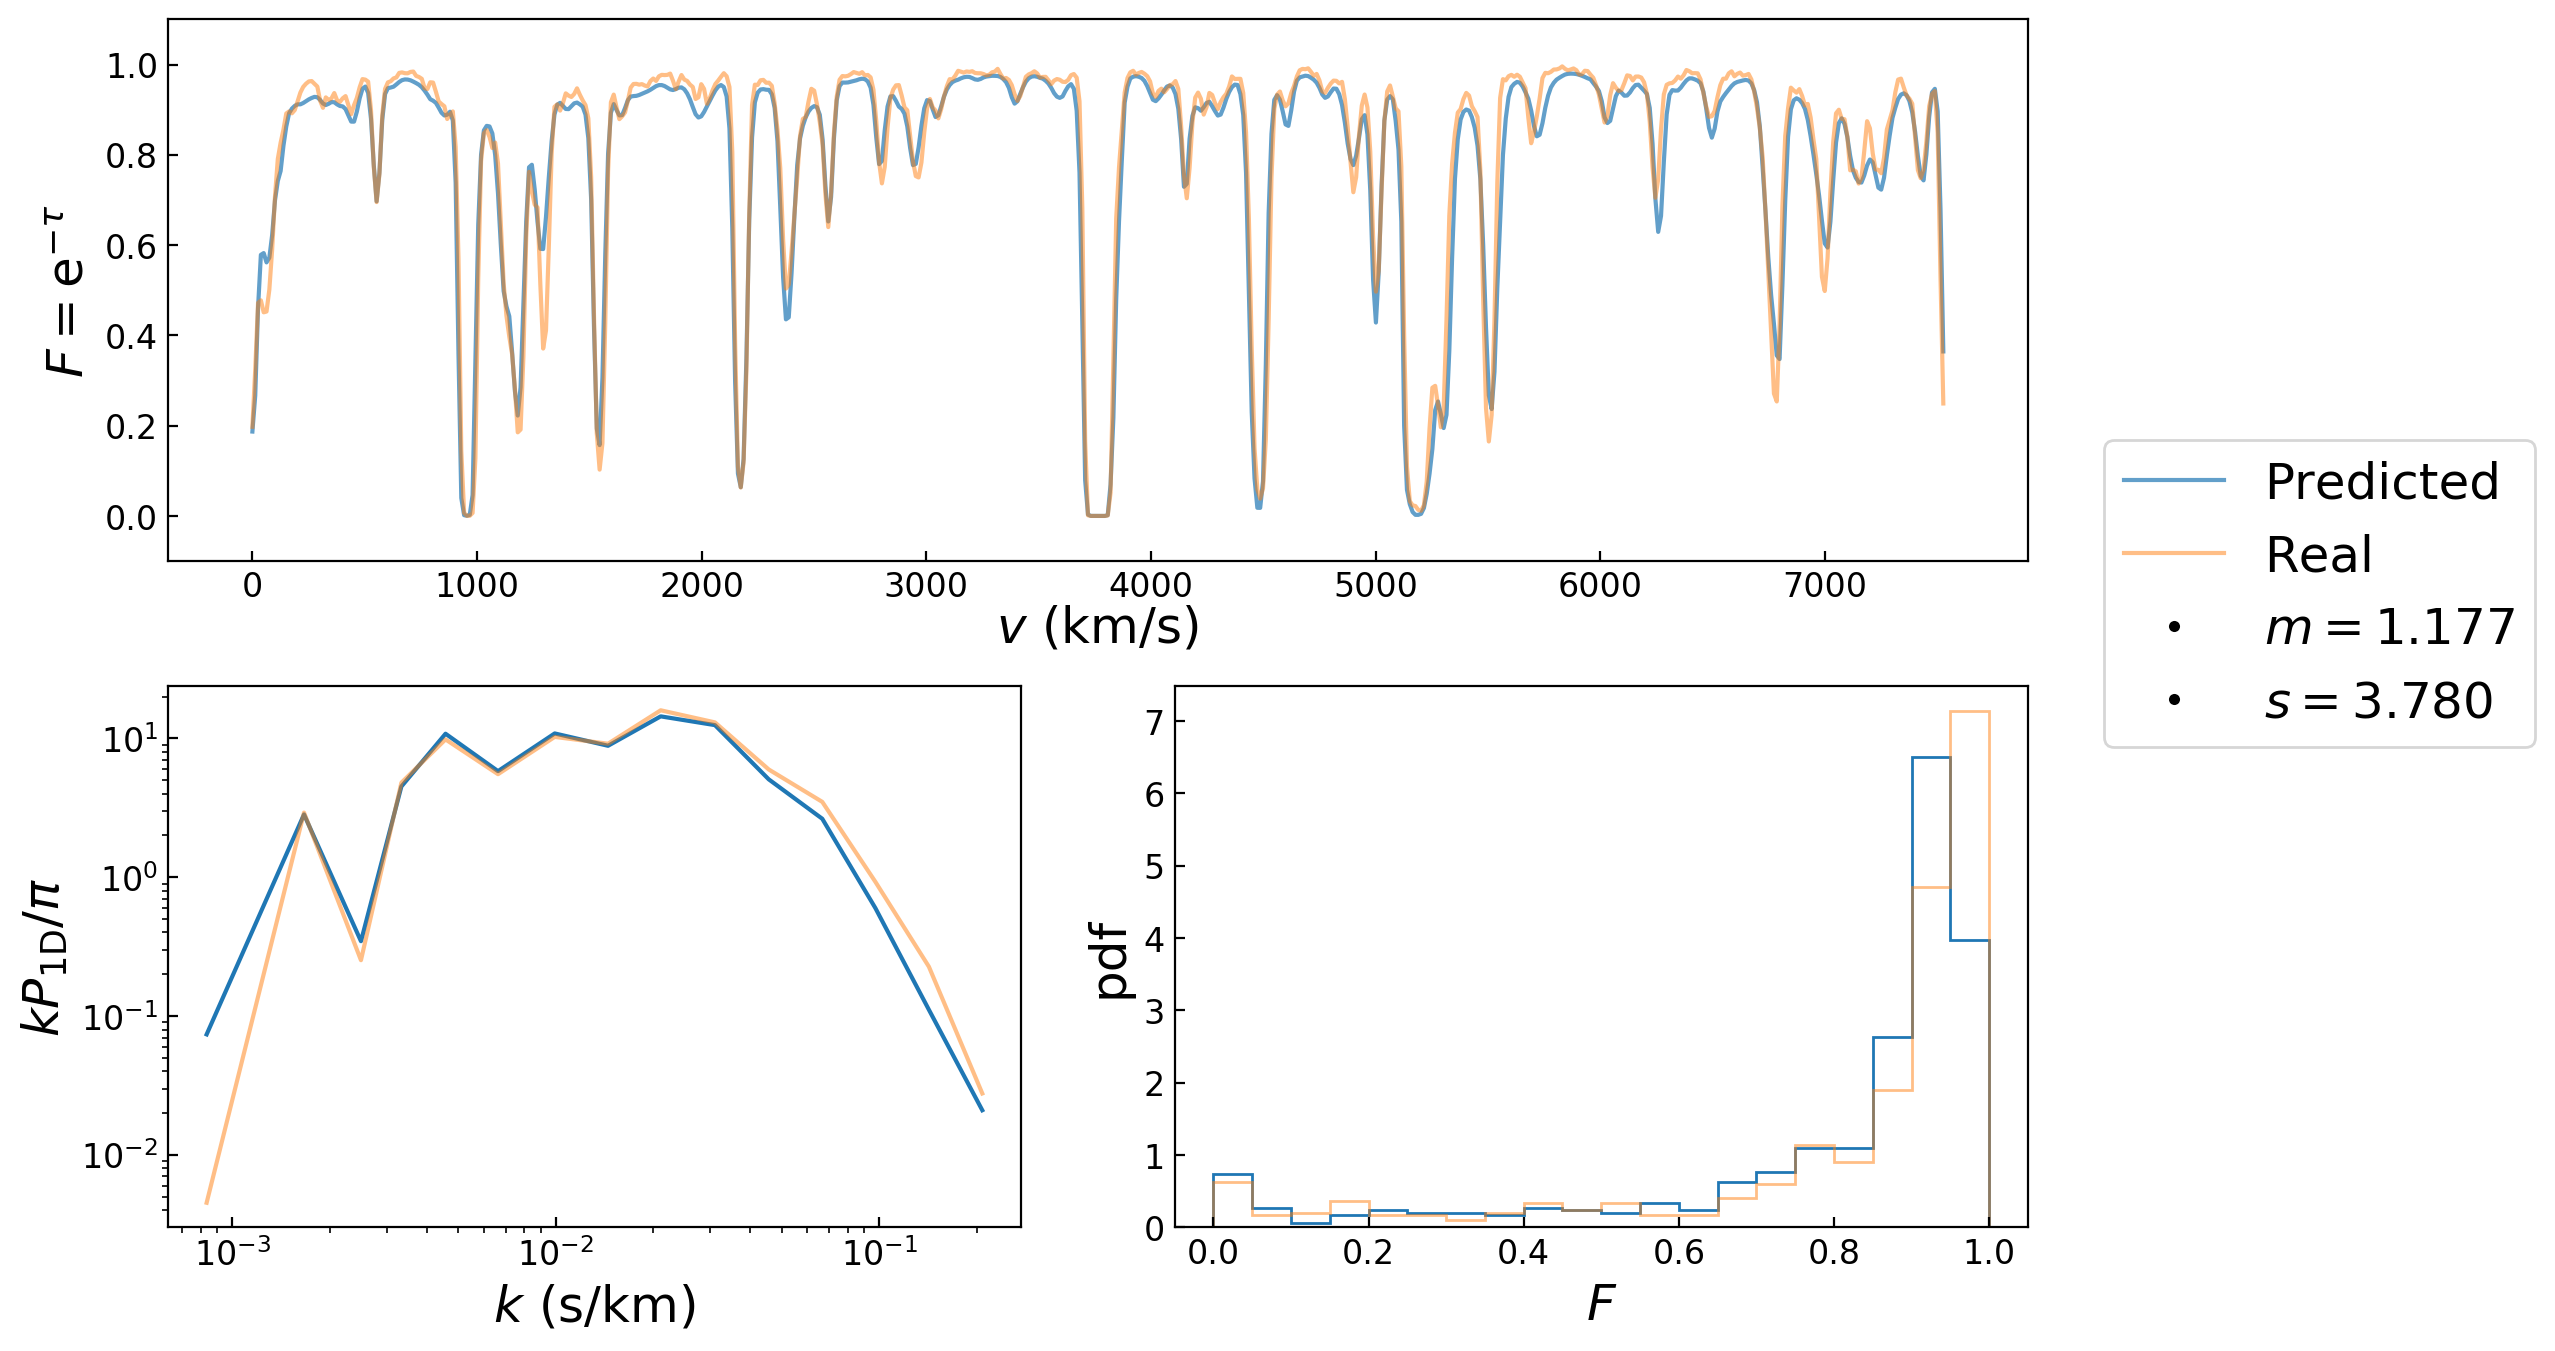 1.0
0.8
0.6
0.4
0.2
0.0
F = e^{−τ}
0 1000 2000 3000 4000 5000 6000 7000
v (km/s)
Predicted
Real
m = 1.177
s = 3.780
10^1
10^0
10^{−1}
10^{−2}
kP_{1D}/π
10^{−3} 10^{−2} 10^{−1}
k (s/km)
7
6
5
4
3
2
1
0
pdf
0.0 0.2 0.4 0.6 0.8 1.0
F